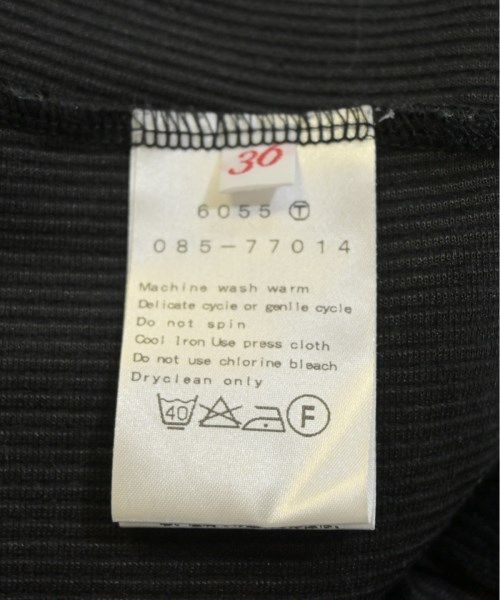 36
6055 Ⓣ
085-77014
Machine wash warm
Delicate cycle or genlle cycle
Do not spin
Cool Iron Use press cloth
Do not use chlorine bleach
Dryclean only
40 F